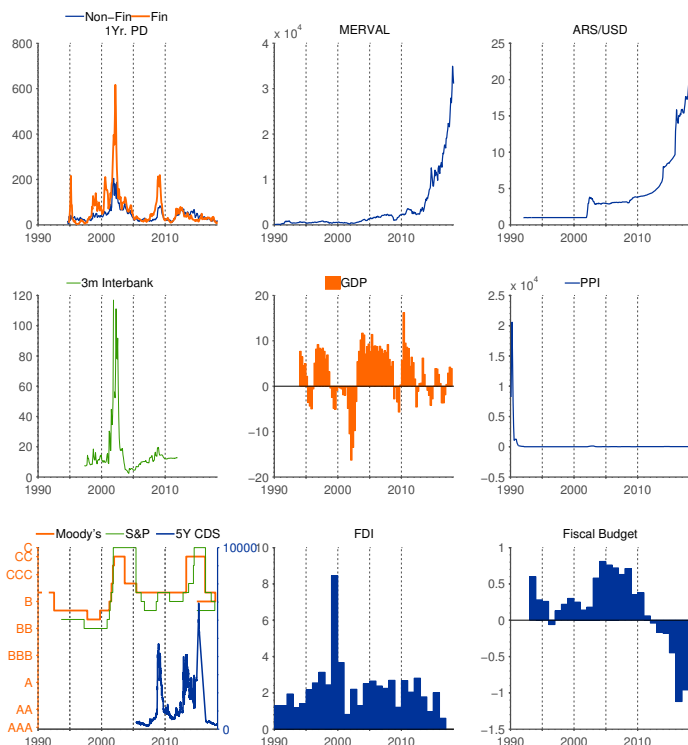 Non-Fin Fin
1Yr. PD
800
600
400
200
0
1990 2000 2010
MERVAL
x 10^4
4
3
2
1
0
1990 2000 2010
ARS/USD
25
20
15
10
5
0
1990 2000 2010
3m Interbank
120
100
80
60
40
20
0
1990 2000 2010
GDP
20
10
0
-10
-20
1990 2000 2010
PPI
x 10^4
2.5
2
1.5
1
0.5
0
-0.5
1990 2000 2010
Moody's S&P 5Y CDS
C
CC
CCC
B
BB
BBB
A
AA
AAA
10000
0
1990 2000 2010
FDI
10
8
6
4
2
0
1990 2000 2010
Fiscal Budget
1
0.5
0
-0.5
-1
-1.5
1990 2000 2010